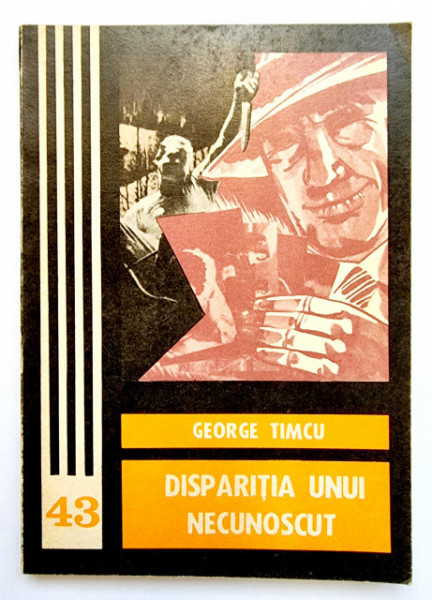 GEORGE TIMCU
DISPARIȚIA UNUI
NECUNOSCUT
43